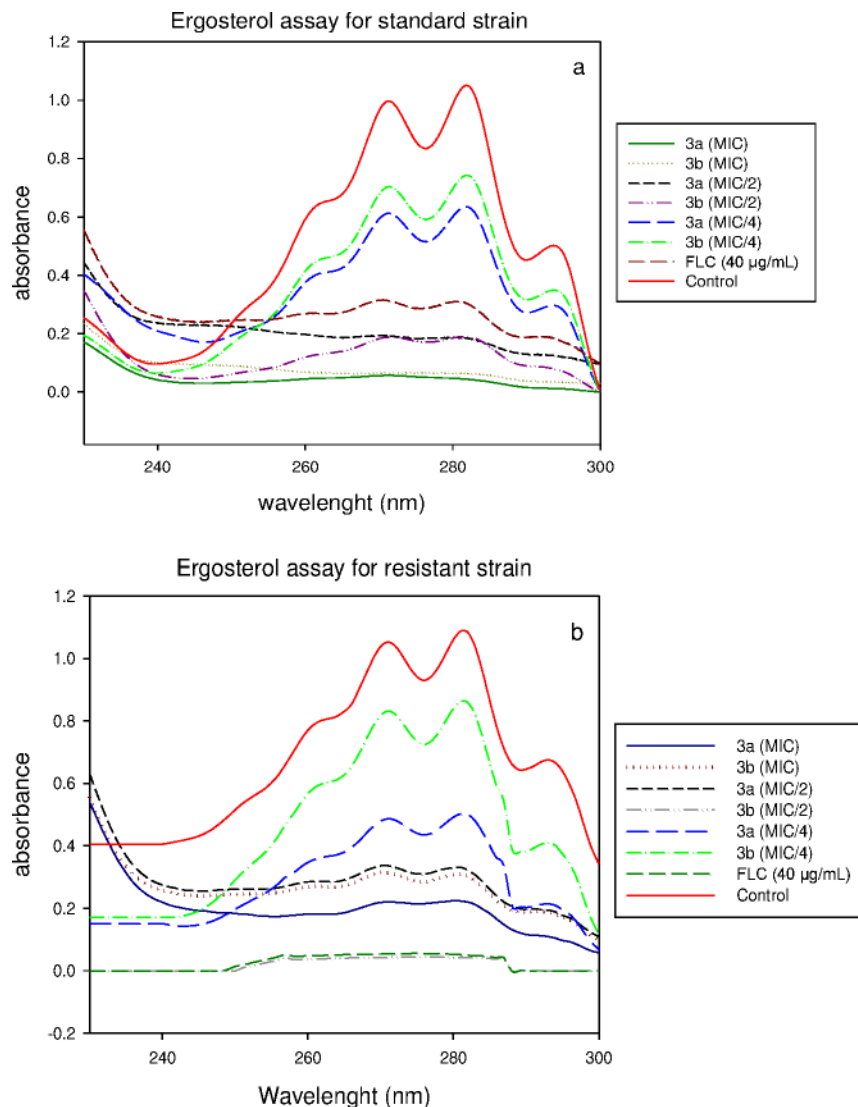 Ergosterol assay for standard strain
a
1.2
1.0
0.8
0.6
0.4
0.2
0.0
absorbance
240
260
280
300
wavelenght (nm)
3a (MIC)
3b (MIC)
3a (MIC/2)
3b (MIC/2)
3a (MIC/4)
3b (MIC/4)
FLC (40 µg/mL)
Control
Ergosterol assay for resistant strain
b
1.2
1.0
0.8
0.6
0.4
0.2
0.0
-0.2
absorbance
240
260
280
300
Wavelenght (nm)
3a (MIC)
3b (MIC)
3a (MIC/2)
3b (MIC/2)
3a (MIC/4)
3b (MIC/4)
FLC (40 µg/mL)
Control